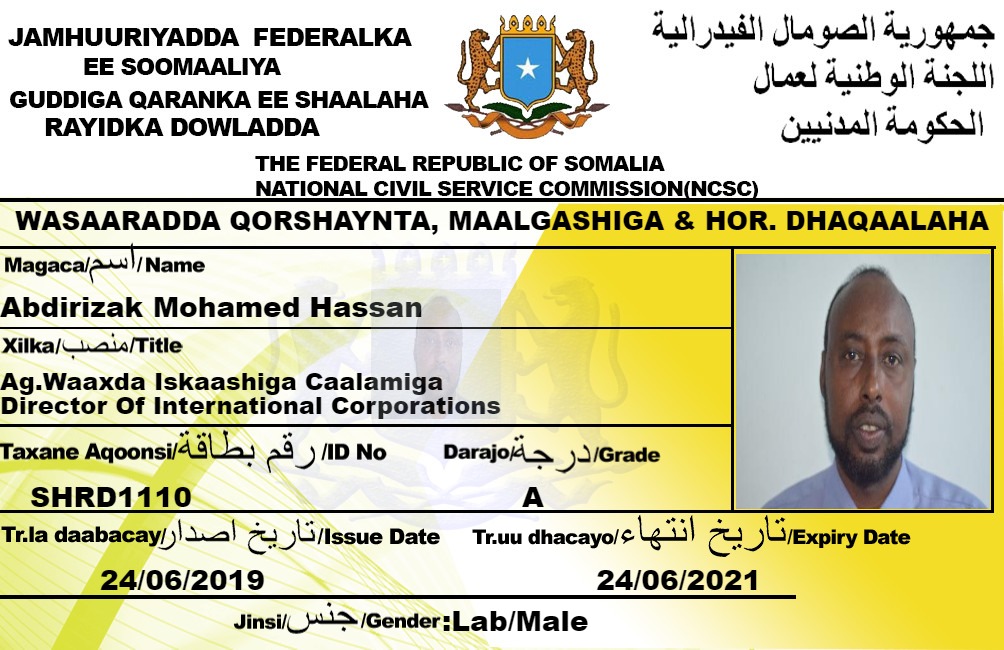 JAMHUURIYADDA FEDERALKA
EE SOOMAALIYA
GUDDIGA QARANKA EE SHAALAHA
RAYIDKA DOWLADDA
جمهورية الصومال الفيدرالية
اللجنة الوطنية لعمال
الحكومة المدنيين
THE FEDERAL REPUBLIC OF SOMALIA
NATIONAL CIVIL SERVICE COMMISSION(NCSC)
WASAARADDA QORSHAYNTA, MAALGASHIGA & HOR. DHAQAALAHA
Magaca/اسم/Name
Abdirizak Mohamed Hassan
Xilka/منصب/Title
Ag.Waaxda Iskaashiga Caalamiga
Director Of International Corporations
Taxane Aqoonsi/رقم بطاقة/ID No
Darajo/درجة/Grade
SHRD1110
A
Tr.la daabacay/تاريخ اصدار/Issue Date
Tr.uu dhacayo/تاريخ انتهاء/Expiry Date
24/06/2019
24/06/2021
Jinsi/جنس/Gender:Lab/Male